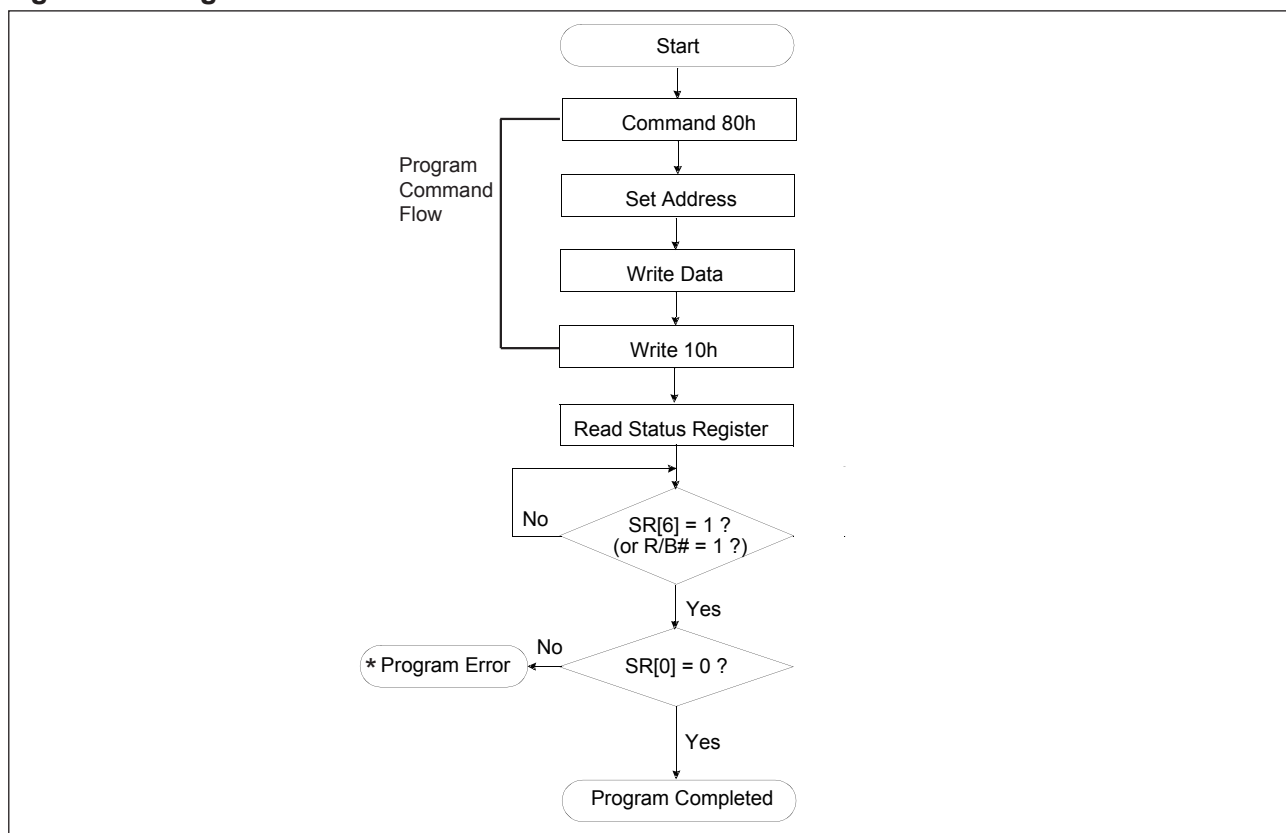 Start
Command 80h
Program
Command
Flow
Set Address
Write Data
Write 10h
Read Status Register
No
SR[6] = 1 ?
(or R/B# = 1 ?)
Yes
No
* Program Error
SR[0] = 0 ?
Yes
Program Completed